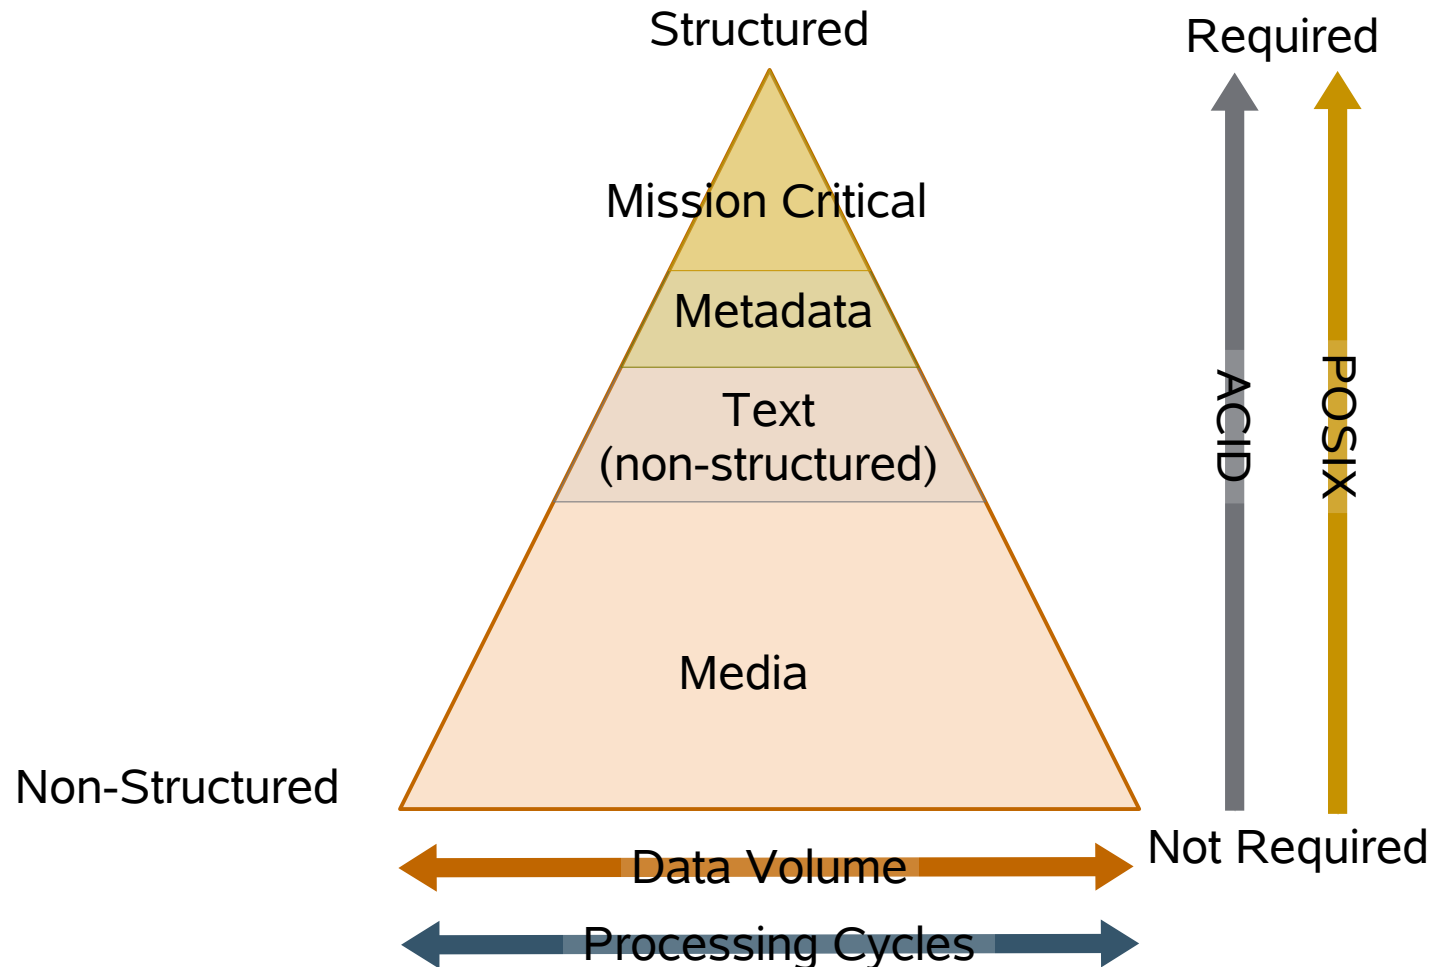 Structured
Required
Mission Critical
Metadata
Text
(non-structured)
ACID
POSIX
Media
Non-Structured
Not Required
Data Volume
Processing Cycles